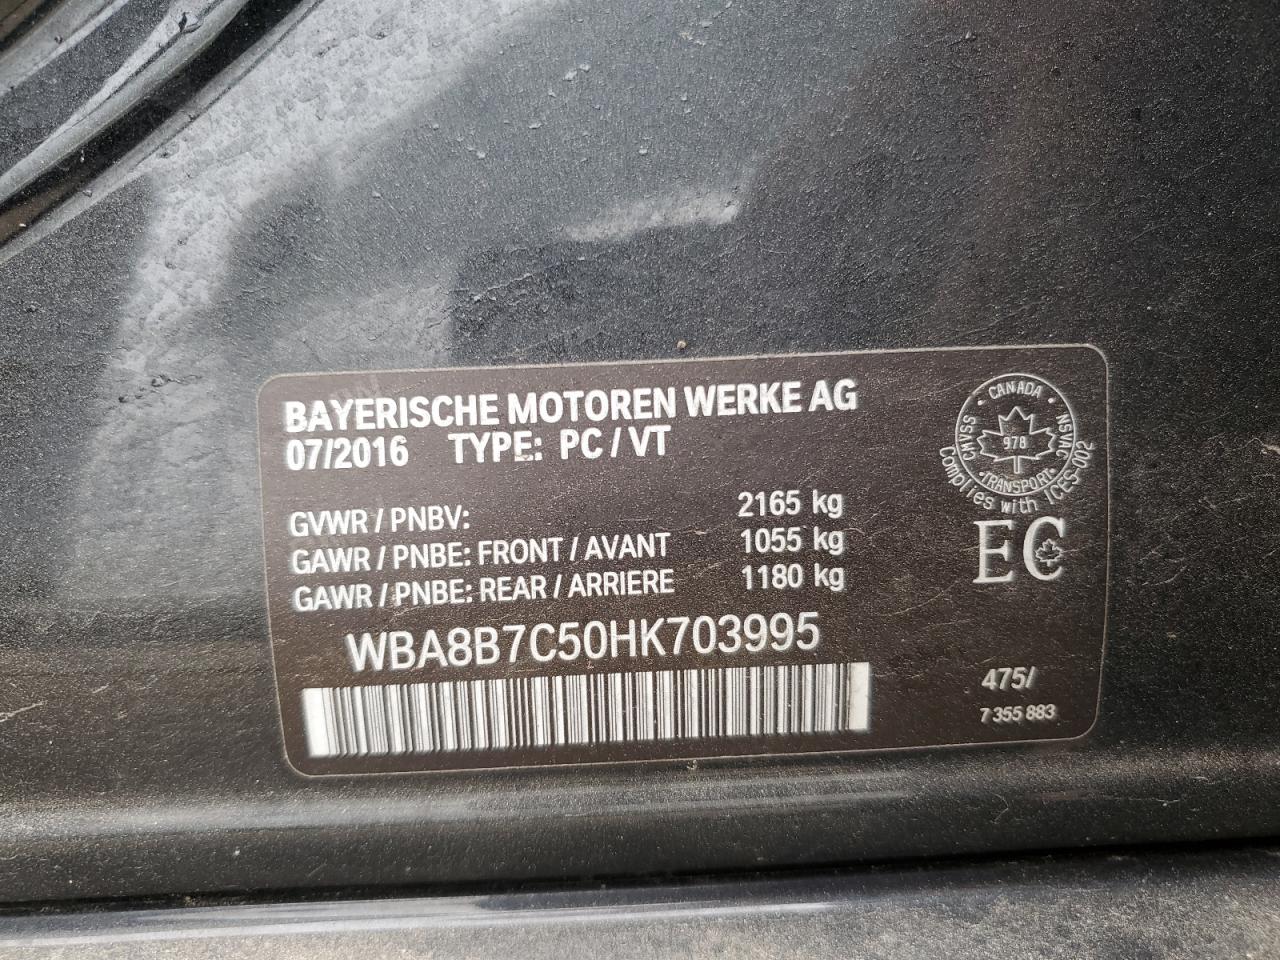 BAYERISCHE MOTOREN WERKE AG
07/2016 TYPE: PC / VT
GVWR / PNBV: 2165 kg
GAWR / PNBE: FRONT / AVANT 1055 kg
GAWR / PNBE: REAR / ARRIERE 1180 kg
WBA8B7C50HK703995
CANADA
CMVSS NSVAC
978
TRANSPORT
Complies with ICES-002
EC
475/
7 355 883